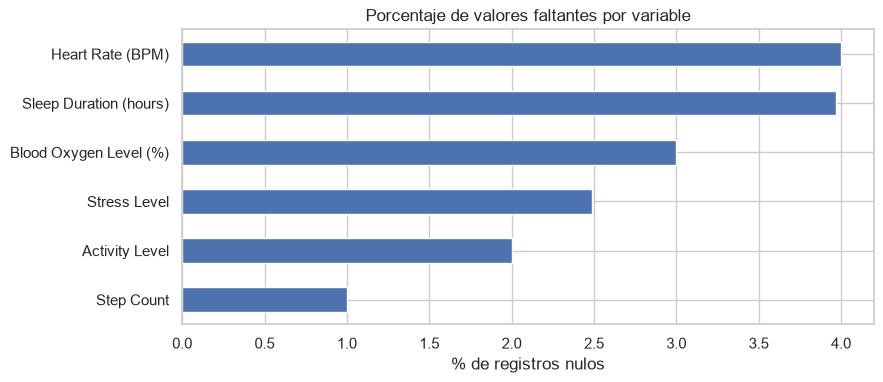 Porcentaje de valores faltantes por variable
Heart Rate (BPM)
Sleep Duration (hours)
Blood Oxygen Level (%)
Stress Level
Activity Level
Step Count
0.0 0.5 1.0 1.5 2.0 2.5 3.0 3.5 4.0
% de registros nulos